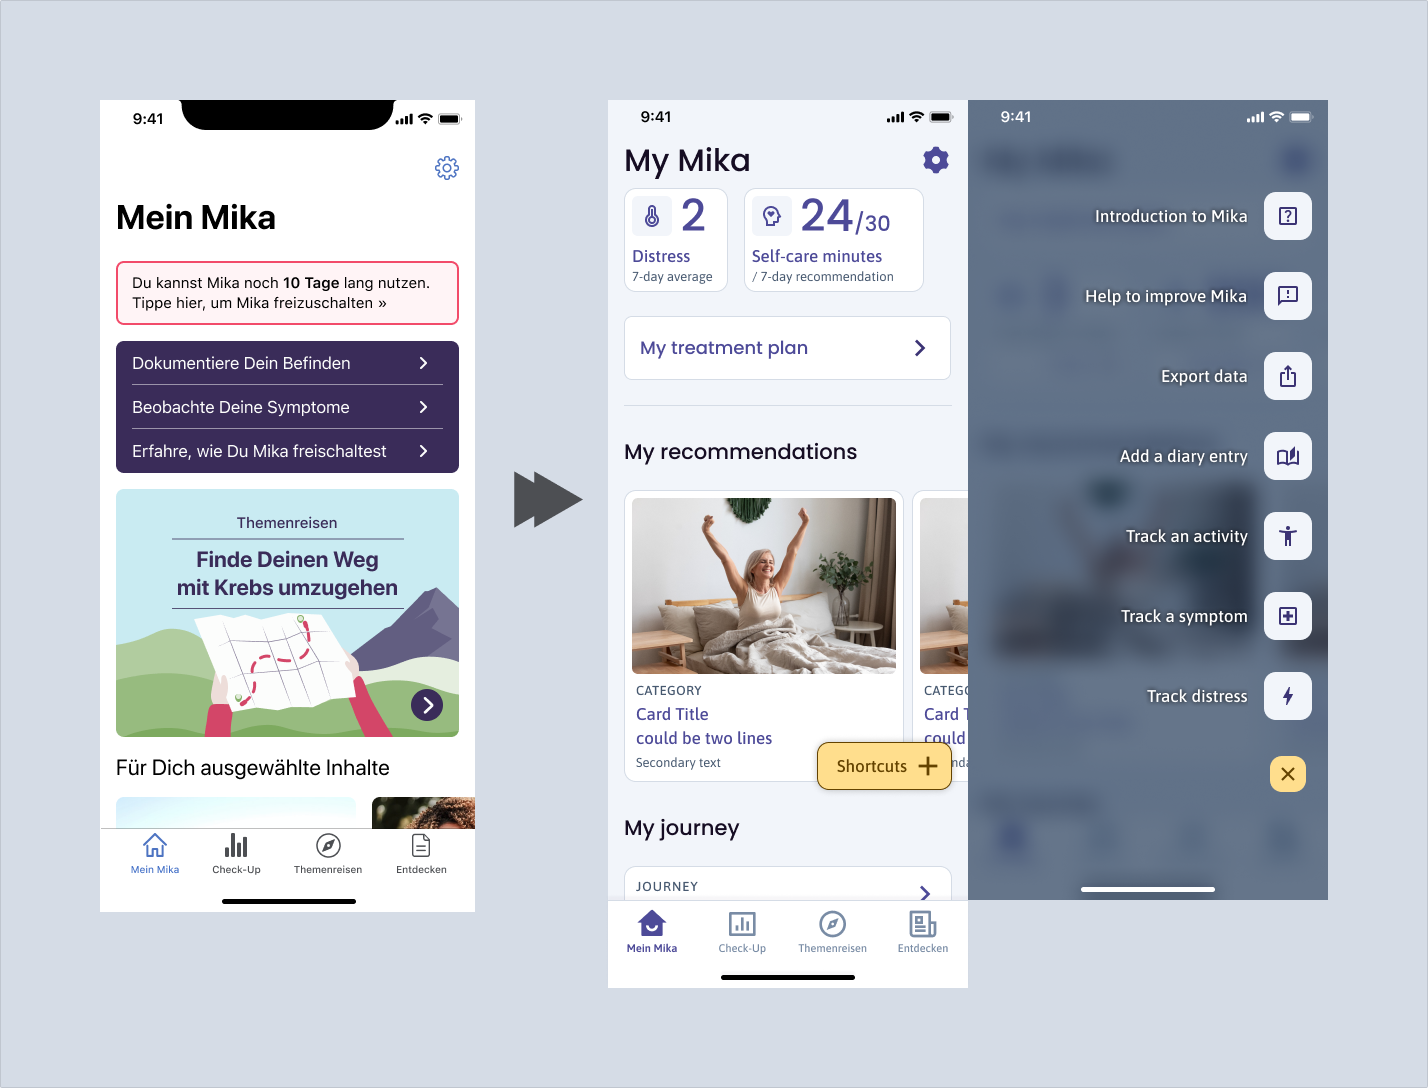 9:41
Mein Mika
Du kannst Mika noch 10 Tage lang nutzen.
Tippe hier, um Mika freizuschalten »
Dokumentiere Dein Befinden
Beobachte Deine Symptome
Erfahre, wie Du Mika freischaltest
Themenreisen
Finde Deinen Weg
mit Krebs umzugehen
Für Dich ausgewählte Inhalte
Mein Mika
Check-Up
Themenreisen
Entdecken
9:41
My Mika
2
Distress
7-day average
24/30
Self-care minutes
/ 7-day recommendation
My treatment plan
My recommendations
CATEGORY
Card Title
could be two lines
Secondary text
CATEG
Card T
could
Shortcuts
My journey
JOURNEY
Mein Mika
Check-Up
Themenreisen
Entdecken
9:41
Introduction to Mika
Help to improve Mika
Export data
Add a diary entry
Track an activity
Track a symptom
Track distress